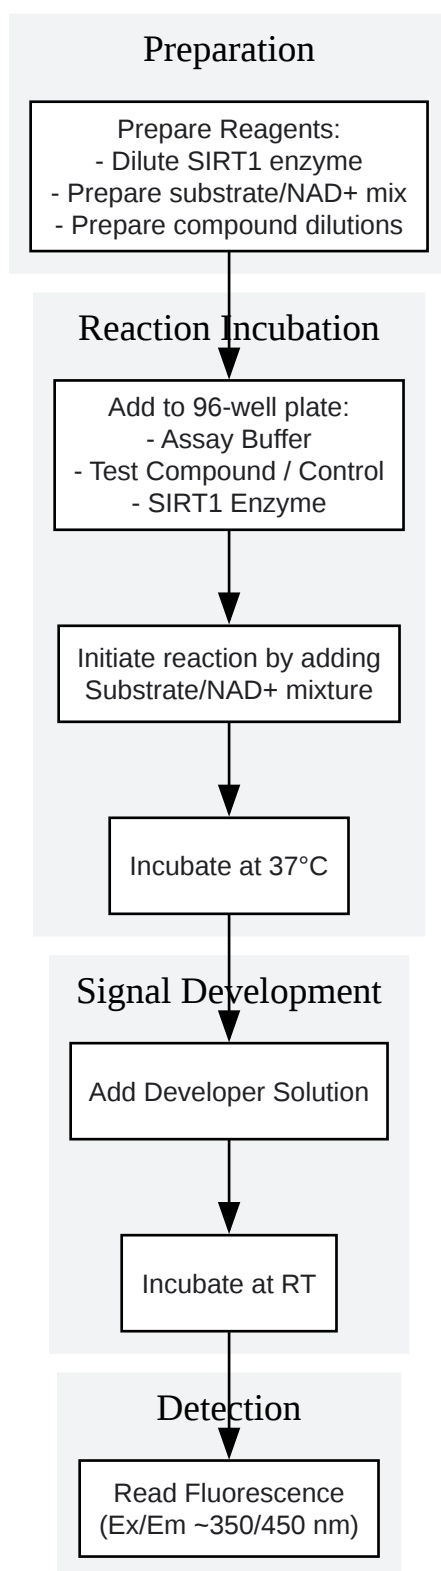 Preparation
Prepare Reagents:
- Dilute SIRT1 enzyme
- Prepare substrate/NAD+ mix
- Prepare compound dilutions
Reaction Incubation
Add to 96-well plate:
- Assay Buffer
- Test Compound / Control
- SIRT1 Enzyme
Initiate reaction by adding
Substrate/NAD+ mixture
Incubate at 37°C
Signal Development
Add Developer Solution
Incubate at RT
Detection
Read Fluorescence
(Ex/Em ~350/450 nm)